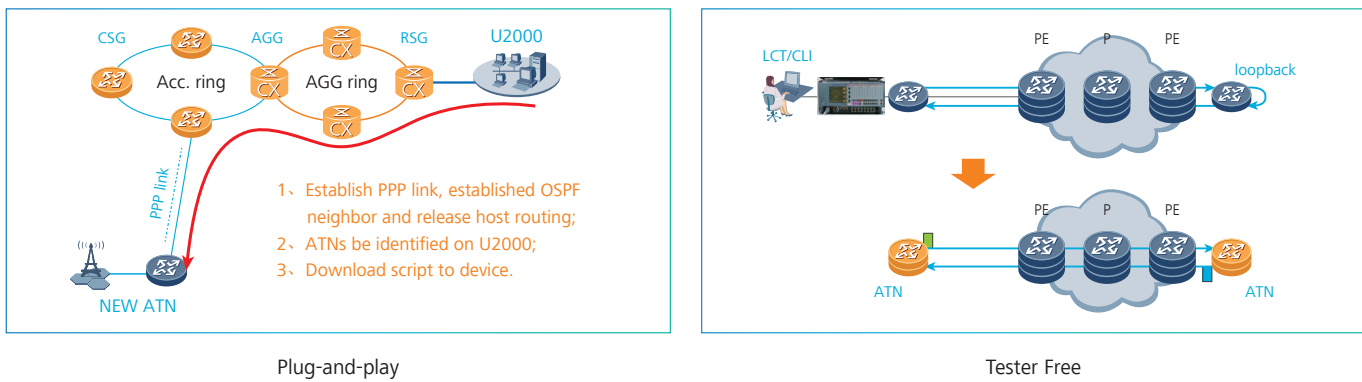 CSG
AGG
RSG
U2000
CX
Acc. ring
CX
AGG ring
CX
CX
PPP link
1、Establish PPP link, established OSPF
neighbor and release host routing;
2、ATNs be identified on U2000;
3、Download script to device.
NEW ATN
Plug-and-play
PE
P
PE
LCT/CLI
loopback
PE
P
PE
ATN
ATN
Tester Free